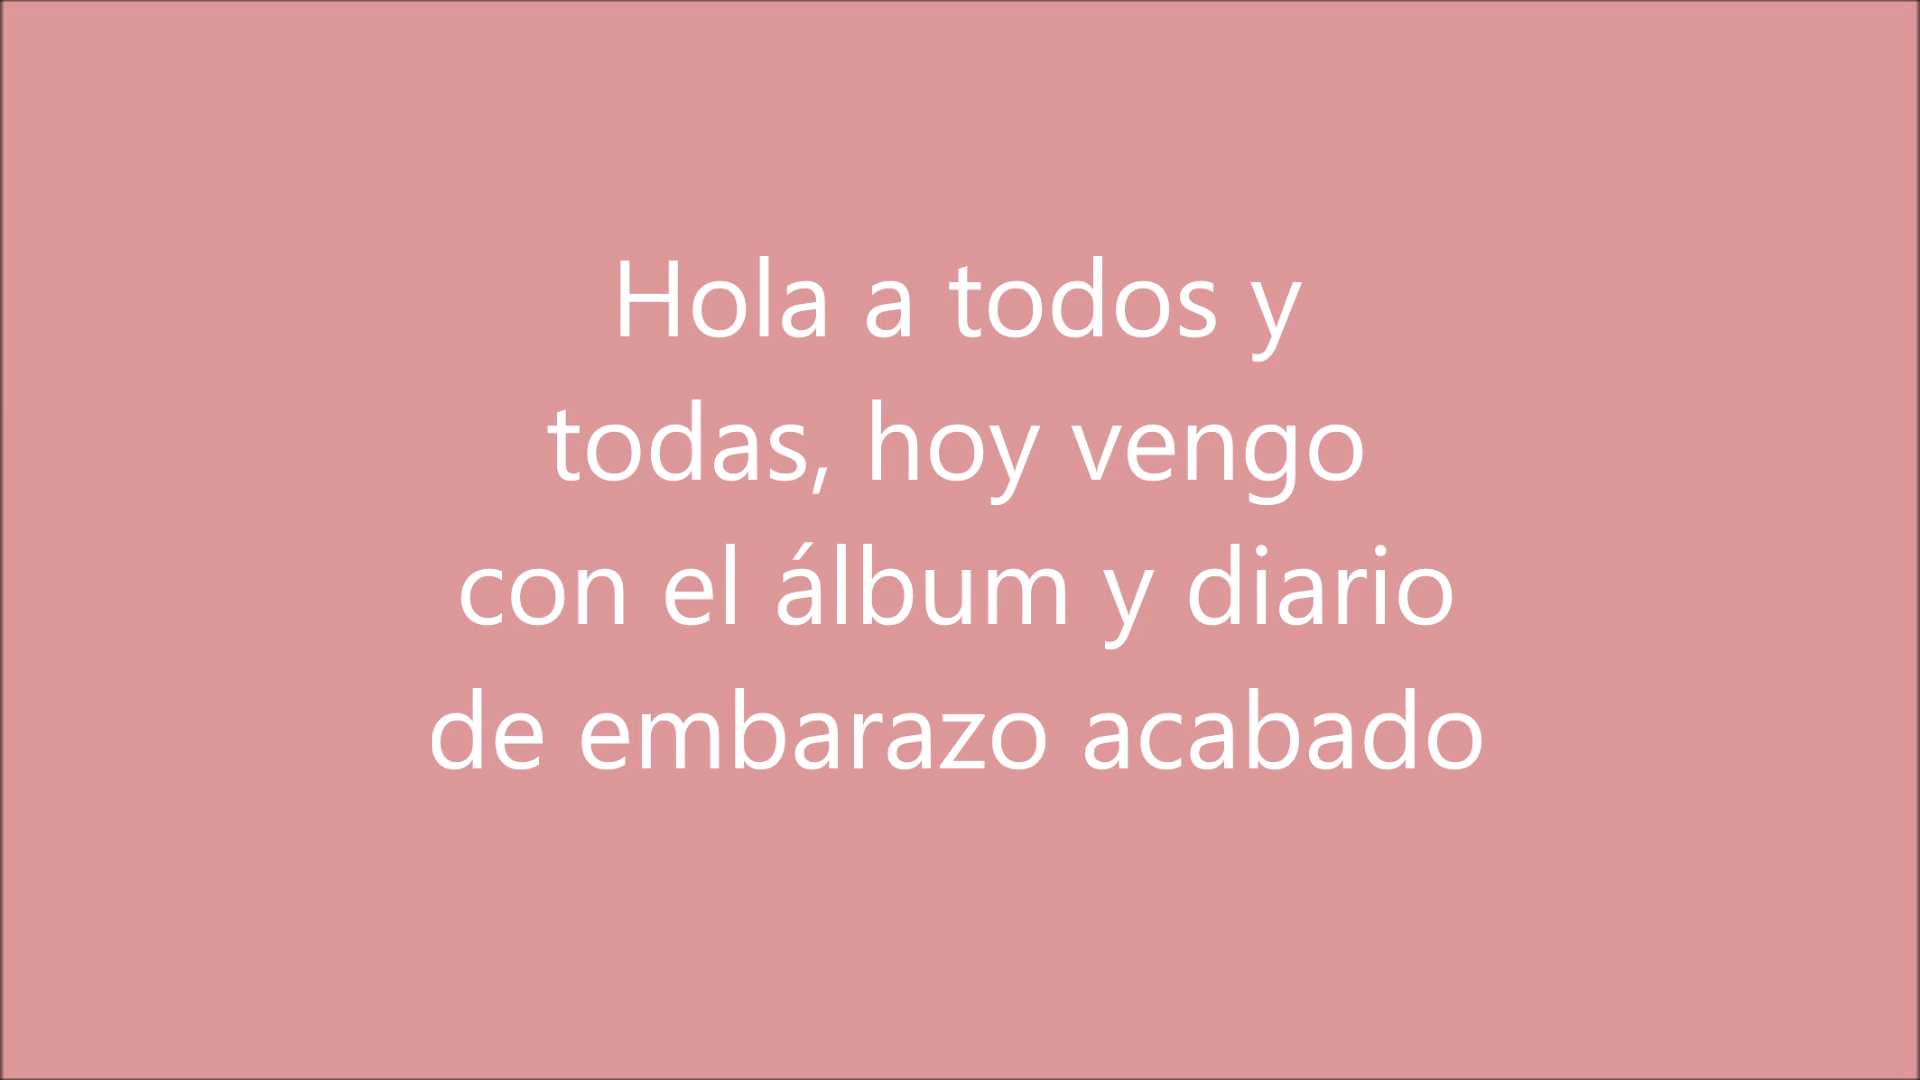 Hola a todos y
todas, hoy vengo
con el álbum y diario
de embarazo acabado